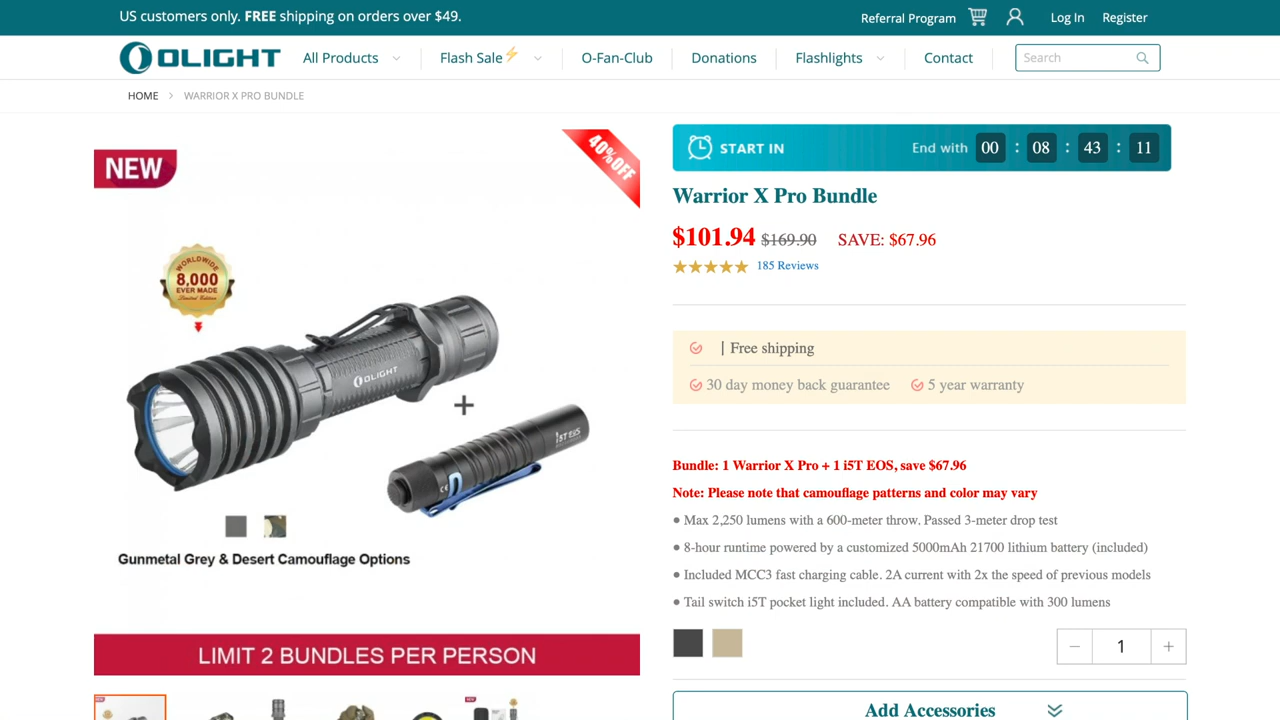 US customers only. FREE shipping on orders over $49.
Referral Program
Log In
Register
OLIGHT
All Products
Flash Sale
O-Fan-Club
Donations
Flashlights
Contact
Search
HOME > WARRIOR X PRO BUNDLE
NEW
40%OFF
WORLDWIDE
8,000
EVER MADE
Limited Edition
OLIGHT
+
i5T EOS
CE
Gunmetal Grey & Desert Camouflage Options
LIMIT 2 BUNDLES PER PERSON
START IN
End with 00 : 08 : 43 : 11
Warrior X Pro Bundle
$101.94 $169.90 SAVE: $67.96
185 Reviews
| Free shipping
30 day money back guarantee
5 year warranty
Bundle: 1 Warrior X Pro + 1 i5T EOS, save $67.96
Note: Please note that camouflage patterns and color may vary
● Max 2,250 lumens with a 600-meter throw. Passed 3-meter drop test
● 8-hour runtime powered by a customized 5000mAh 21700 lithium battery (included)
● Included MCC3 fast charging cable. 2A current with 2x the speed of previous models
● Tail switch i5T pocket light included. AA battery compatible with 300 lumens
− 1 +
Add Accessories